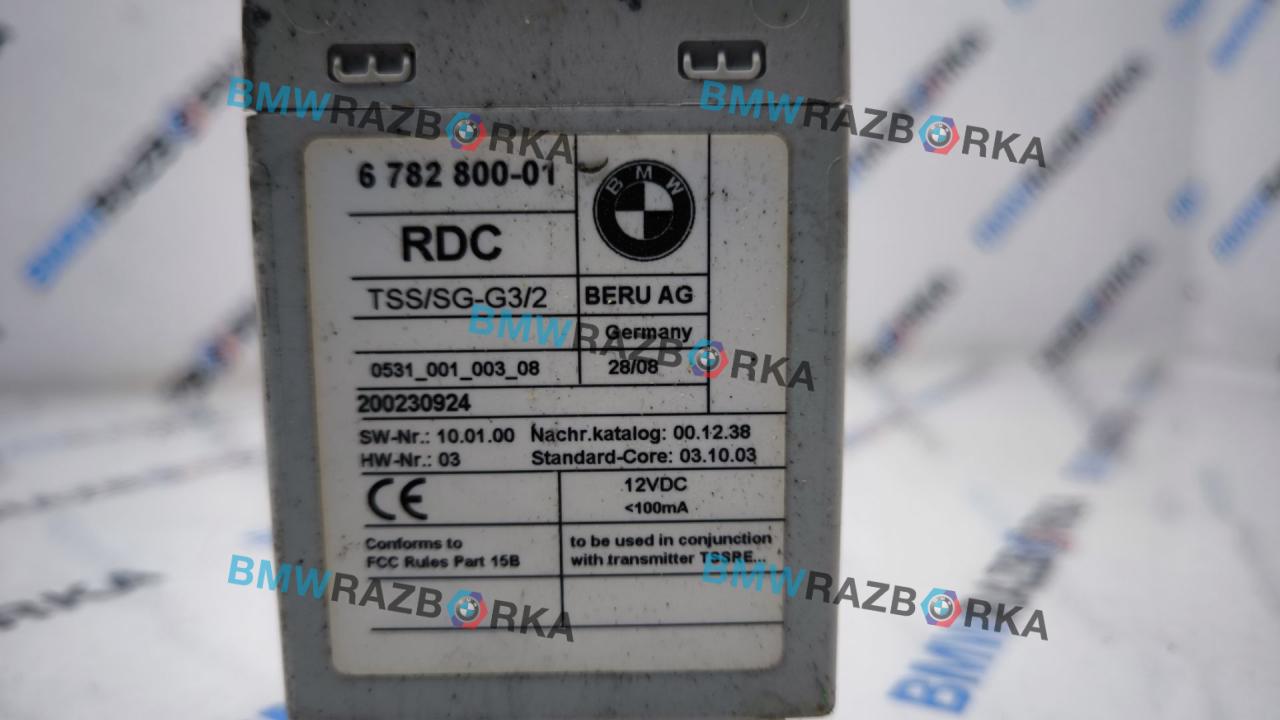 BMWRAZBORKA
BMWRAZBORKA
6 782 800-01
BMW
RDC
TSS/SG-G3/2
BERU AG
BMWRAZBORKA
Germany
0531_001_003_08
28/08
200230924
SW-Nr.: 10.01.00 Nachr.katalog: 00.12.38
HW-Nr.: 03 Standard-Core: 03.10.03
CE
12VDC
<100mA
Conforms to
FCC Rules Part 15B
to be used in conjunction
with transmitter TSSRE...
BMWRAZBORKA
BMWRAZBORKA